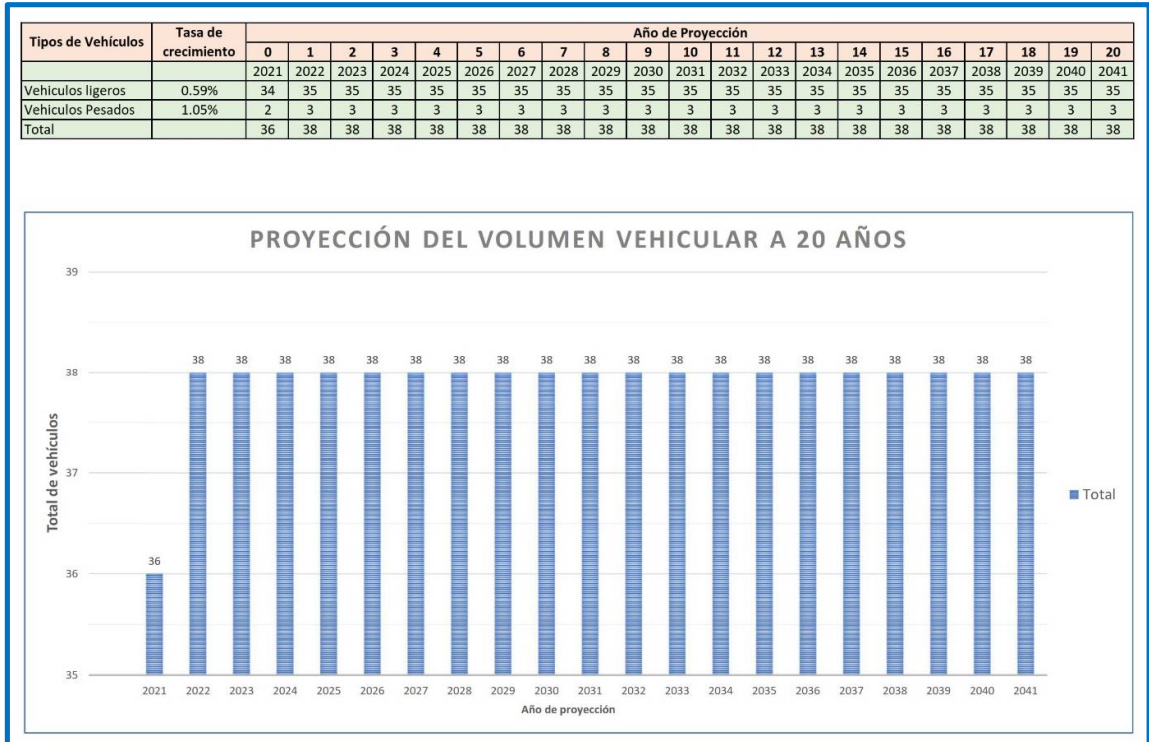 Tipos de Vehículos Tasa de crecimiento Año de Proyección
0 1 2 3 4 5 6 7 8 9 10 11 12 13 14 15 16 17 18 19 20
2021 2022 2023 2024 2025 2026 2027 2028 2029 2030 2031 2032 2033 2034 2035 2036 2037 2038 2039 2040 2041
Vehiculos ligeros 0.59% 34 35 35 35 35 35 35 35 35 35 35 35 35 35 35 35 35 35 35 35 35
Vehiculos Pesados 1.05% 2 3 3 3 3 3 3 3 3 3 3 3 3 3 3 3 3 3 3 3 3
Total 36 38 38 38 38 38 38 38 38 38 38 38 38 38 38 38 38 38 38 38 38
PROYECCIÓN DEL VOLUMEN VEHICULAR A 20 AÑOS
39
38 38 38 38 38 38 38 38 38 38 38 38 38 38 38 38 38 38 38 38
38
37
36
36
35
Total de vehículos
Total
2021 2022 2023 2024 2025 2026 2027 2028 2029 2030 2031 2032 2033 2034 2035 2036 2037 2038 2039 2040 2041
Año de proyección